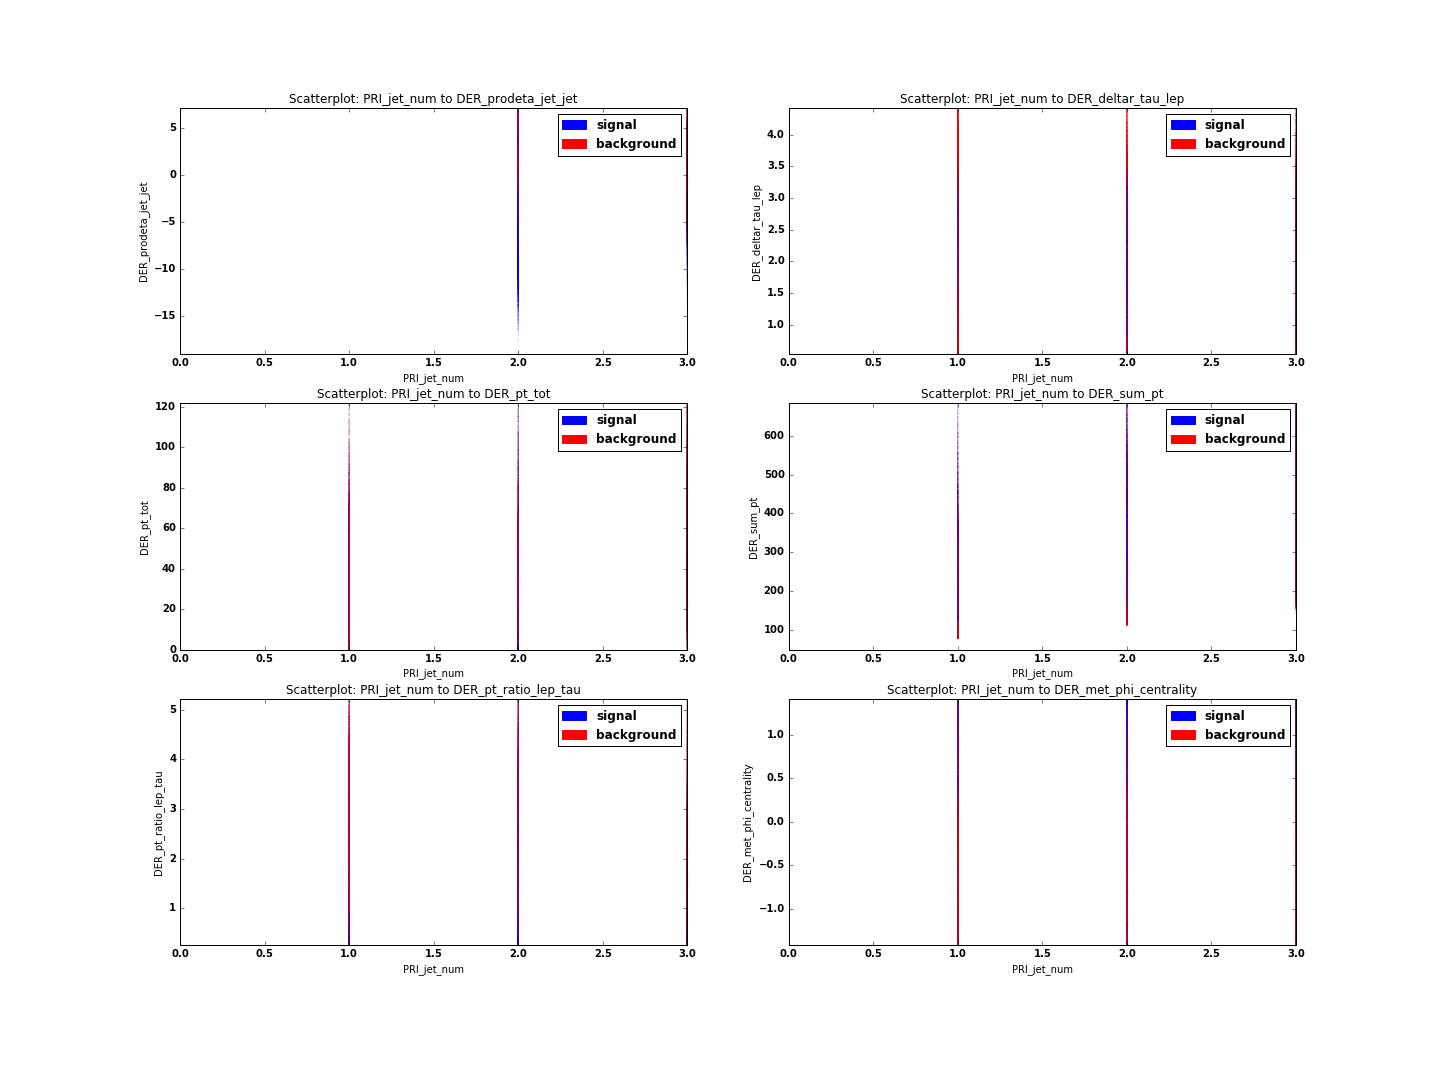 Scatterplot: PRI_jet_num to DER_prodeta_jet_jet
signal
background
DER_prodeta_jet_jet
5
0
−5
−10
−15
0.0 0.5 1.0 1.5 2.0 2.5 3.0
PRI_jet_num
Scatterplot: PRI_jet_num to DER_deltar_tau_lep
signal
background
DER_deltar_tau_lep
4.0
3.5
3.0
2.5
2.0
1.5
1.0
0.0 0.5 1.0 1.5 2.0 2.5 3.0
PRI_jet_num
Scatterplot: PRI_jet_num to DER_pt_tot
signal
background
DER_pt_tot
120
100
80
60
40
20
0
0.0 0.5 1.0 1.5 2.0 2.5 3.0
PRI_jet_num
Scatterplot: PRI_jet_num to DER_sum_pt
signal
background
DER_sum_pt
600
500
400
300
200
100
0.0 0.5 1.0 1.5 2.0 2.5 3.0
PRI_jet_num
Scatterplot: PRI_jet_num to DER_pt_ratio_lep_tau
signal
background
DER_pt_ratio_lep_tau
5
4
3
2
1
0.0 0.5 1.0 1.5 2.0 2.5 3.0
PRI_jet_num
Scatterplot: PRI_jet_num to DER_met_phi_centrality
signal
background
DER_met_phi_centrality
1.0
0.5
0.0
−0.5
−1.0
0.0 0.5 1.0 1.5 2.0 2.5 3.0
PRI_jet_num